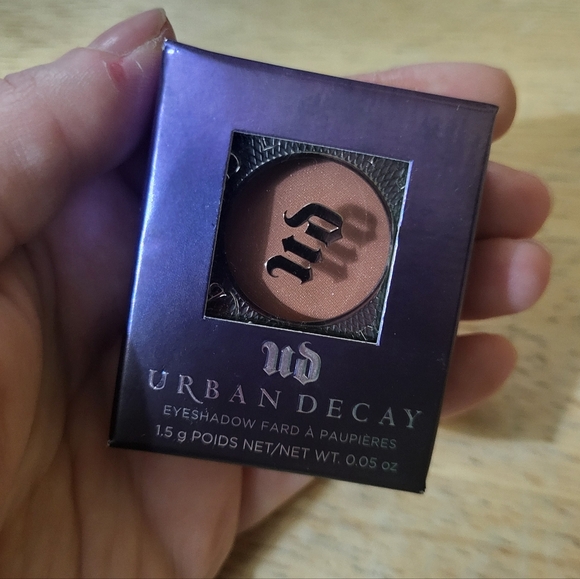 UD
UD
URBAN DECAY
EYESHADOW FARD À PAUPIÈRES
1.5 g POIDS NET/NET WT. 0.05 oz